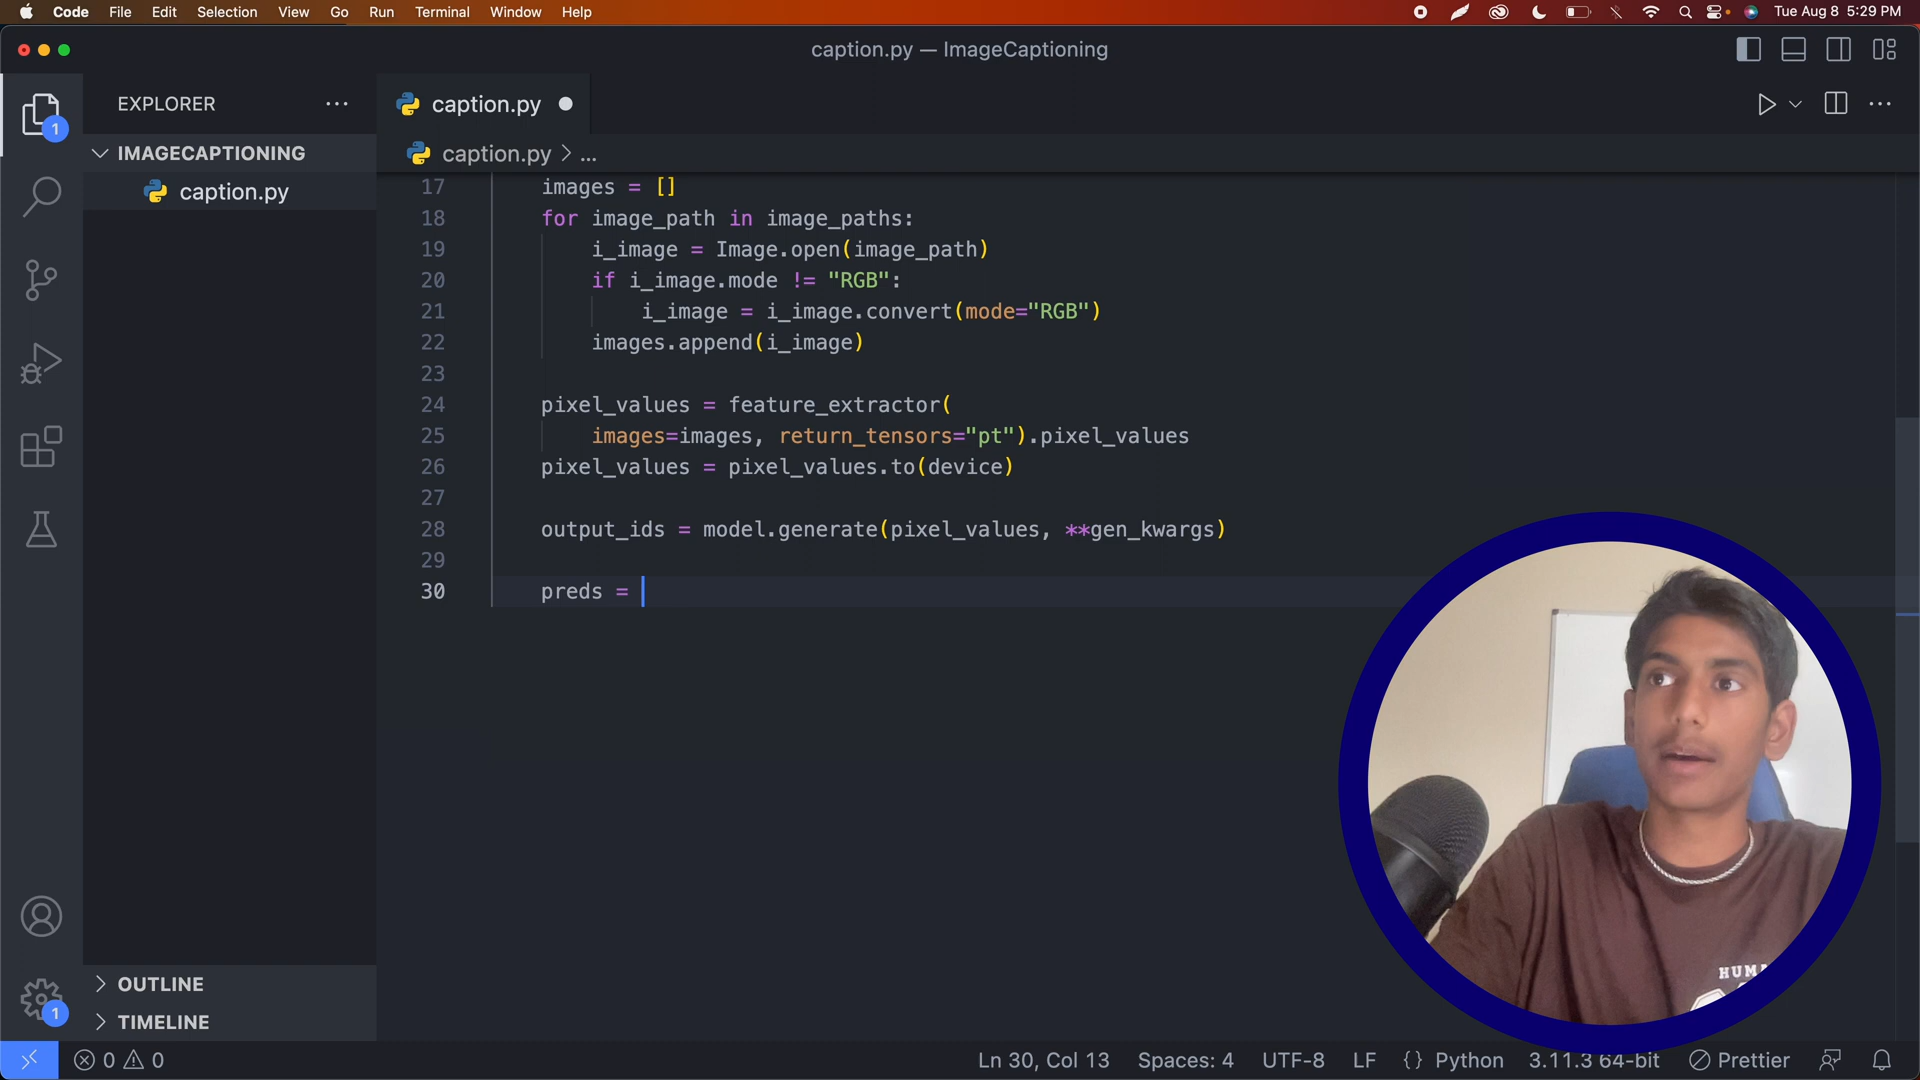 Code File Edit Selection View Go Run Terminal Window Help Tue Aug 8 5:29 PM
caption.py — ImageCaptioning
EXPLORER
caption.py
1
IMAGECAPTIONING
caption.py > ...
caption.py
17 images = []
18 for image_path in image_paths:
19 i_image = Image.open(image_path)
20 if i_image.mode != "RGB":
21 i_image = i_image.convert(mode="RGB")
22 images.append(i_image)
23
24 pixel_values = feature_extractor(
25 images=images, return_tensors="pt").pixel_values
26 pixel_values = pixel_values.to(device)
27
28 output_ids = model.generate(pixel_values, **gen_kwargs)
29
30 preds =
HUMA
OUTLINE
1
TIMELINE
0 0 Ln 30, Col 13 Spaces: 4 UTF-8 LF {} Python 3.11.3 64-bit Prettier